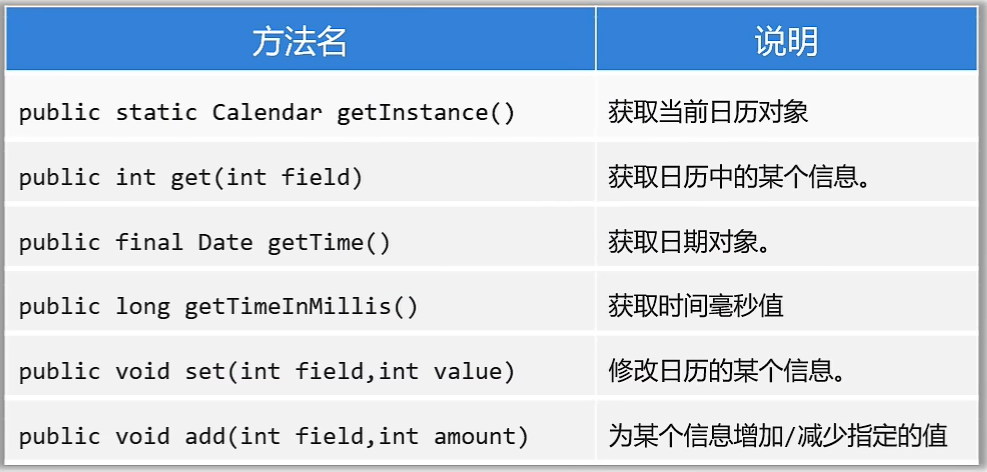 方法名 说明
public static Calendar getInstance() 获取当前日历对象
public int get(int field) 获取日历中的某个信息。
public final Date getTime() 获取日期对象。
public long getTimeInMillis() 获取时间毫秒值
public void set(int field,int value) 修改日历的某个信息。
public void add(int field,int amount) 为某个信息增加/减少指定的值